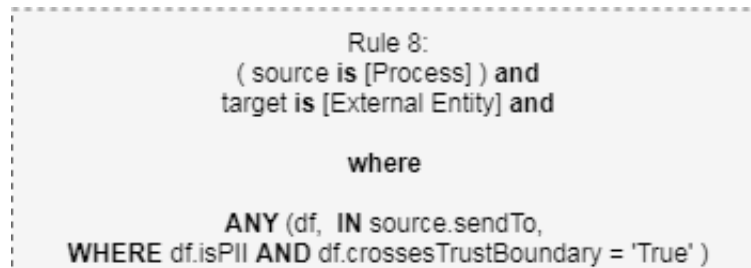 Rule 8:
( source is [Process] ) and
target is [External Entity] and
where
ANY (df, IN source.sendTo,
WHERE df.isPII AND df.crossesTrustBoundary = 'True' )